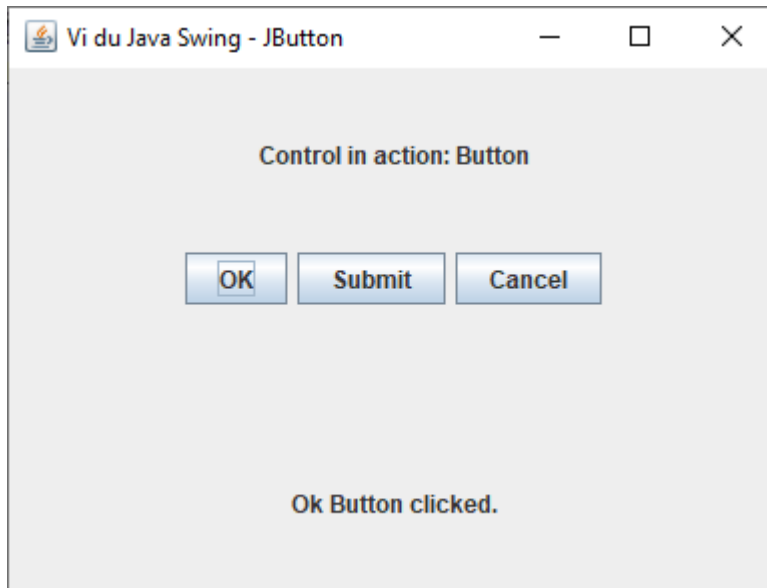 Vi du Java Swing - JButton
Control in action: Button
OK Submit Cancel
Ok Button clicked.